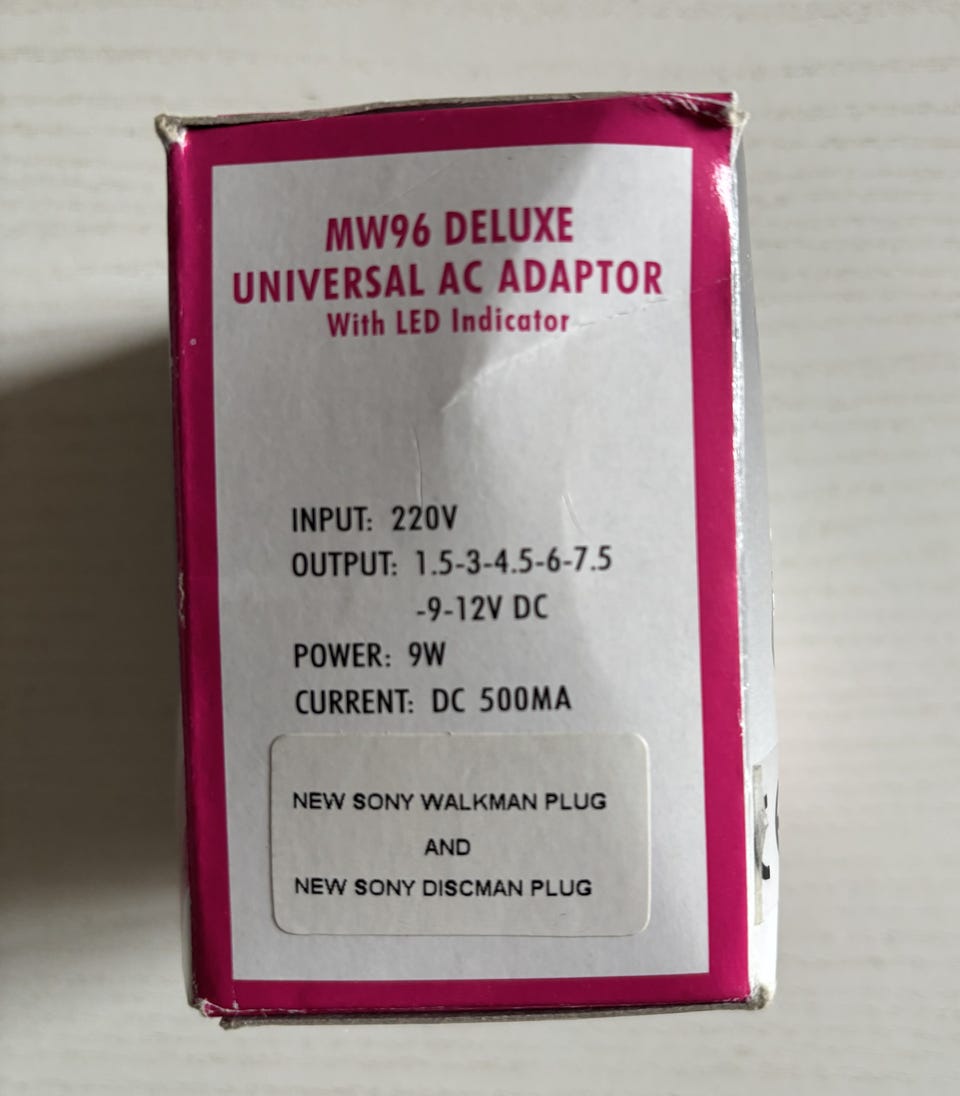 MW96 DELUXE
UNIVERSAL AC ADAPTOR
With LED Indicator
INPUT: 220V
OUTPUT: 1.5-3-4.5-6-7.5
-9-12V DC
POWER: 9W
CURRENT: DC 500MA
NEW SONY WALKMAN PLUG
AND
NEW SONY DISCMAN PLUG